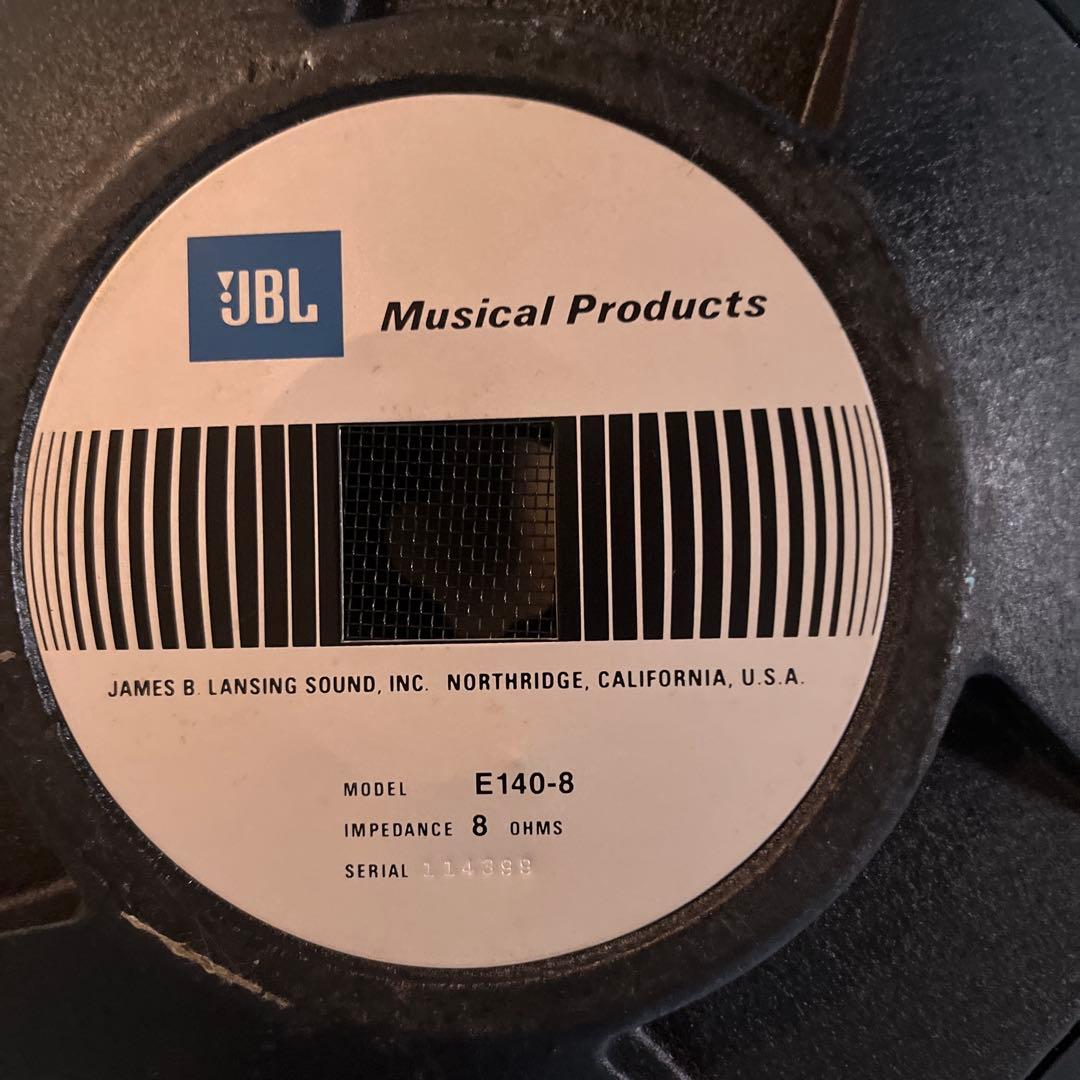 JBL
Musical Products
JAMES B. LANSING SOUND, INC. NORTHRIDGE, CALIFORNIA, U.S.A.
MODEL E140-8
IMPEDANCE 8 OHMS
SERIAL